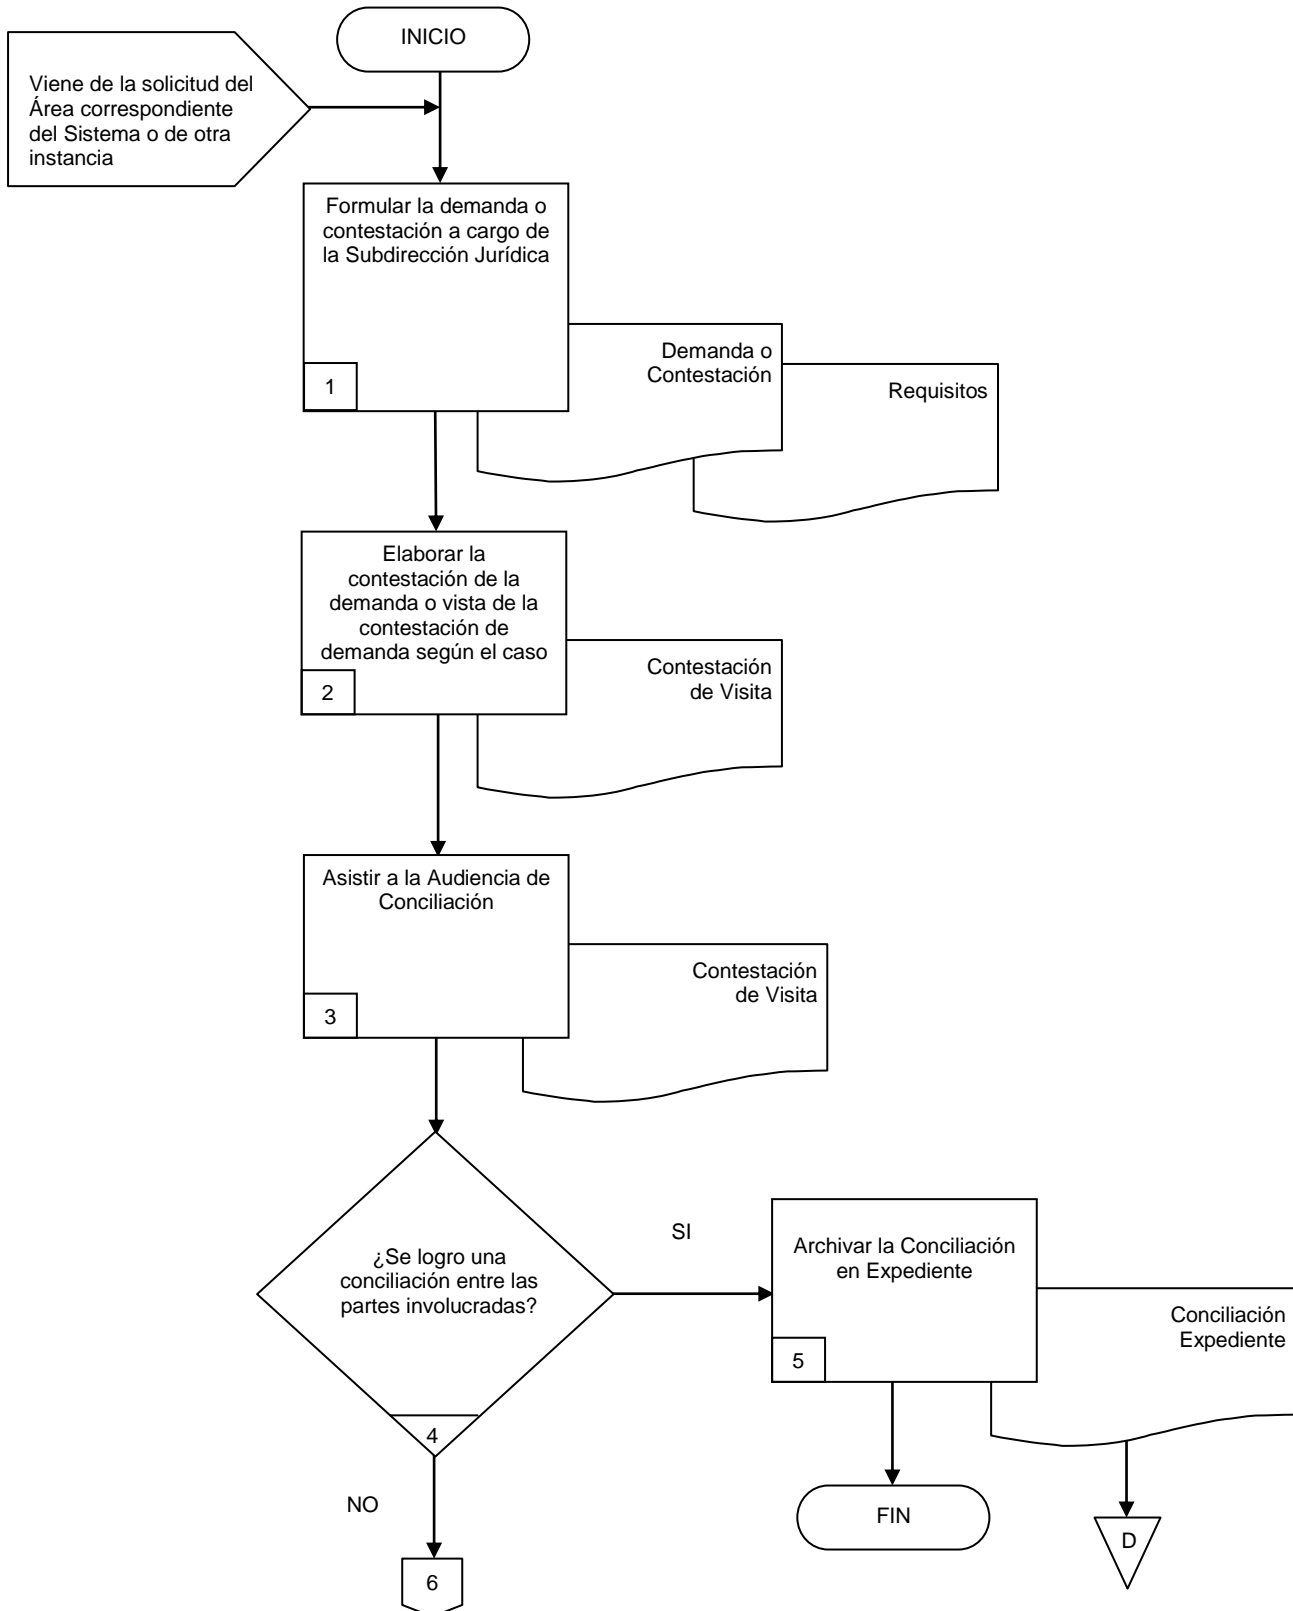 INICIO
Viene de la solicitud del
Área correspondiente
del Sistema o de otra
instancia
Formular la demanda o
contestación a cargo de
la Subdirección Jurídica
1
Demanda o
Contestación
Requisitos
Elaborar la
contestación de la
demanda o vista de la
contestación de
demanda según el caso
2
Contestación
de Visita
Asistir a la Audiencia de
Conciliación
3
Contestación
de Visita
¿Se logro una
conciliación entre las
partes involucradas?
4
SI
Archivar la Conciliación
en Expediente
5
Conciliación
Expediente
NO
6
FIN
D